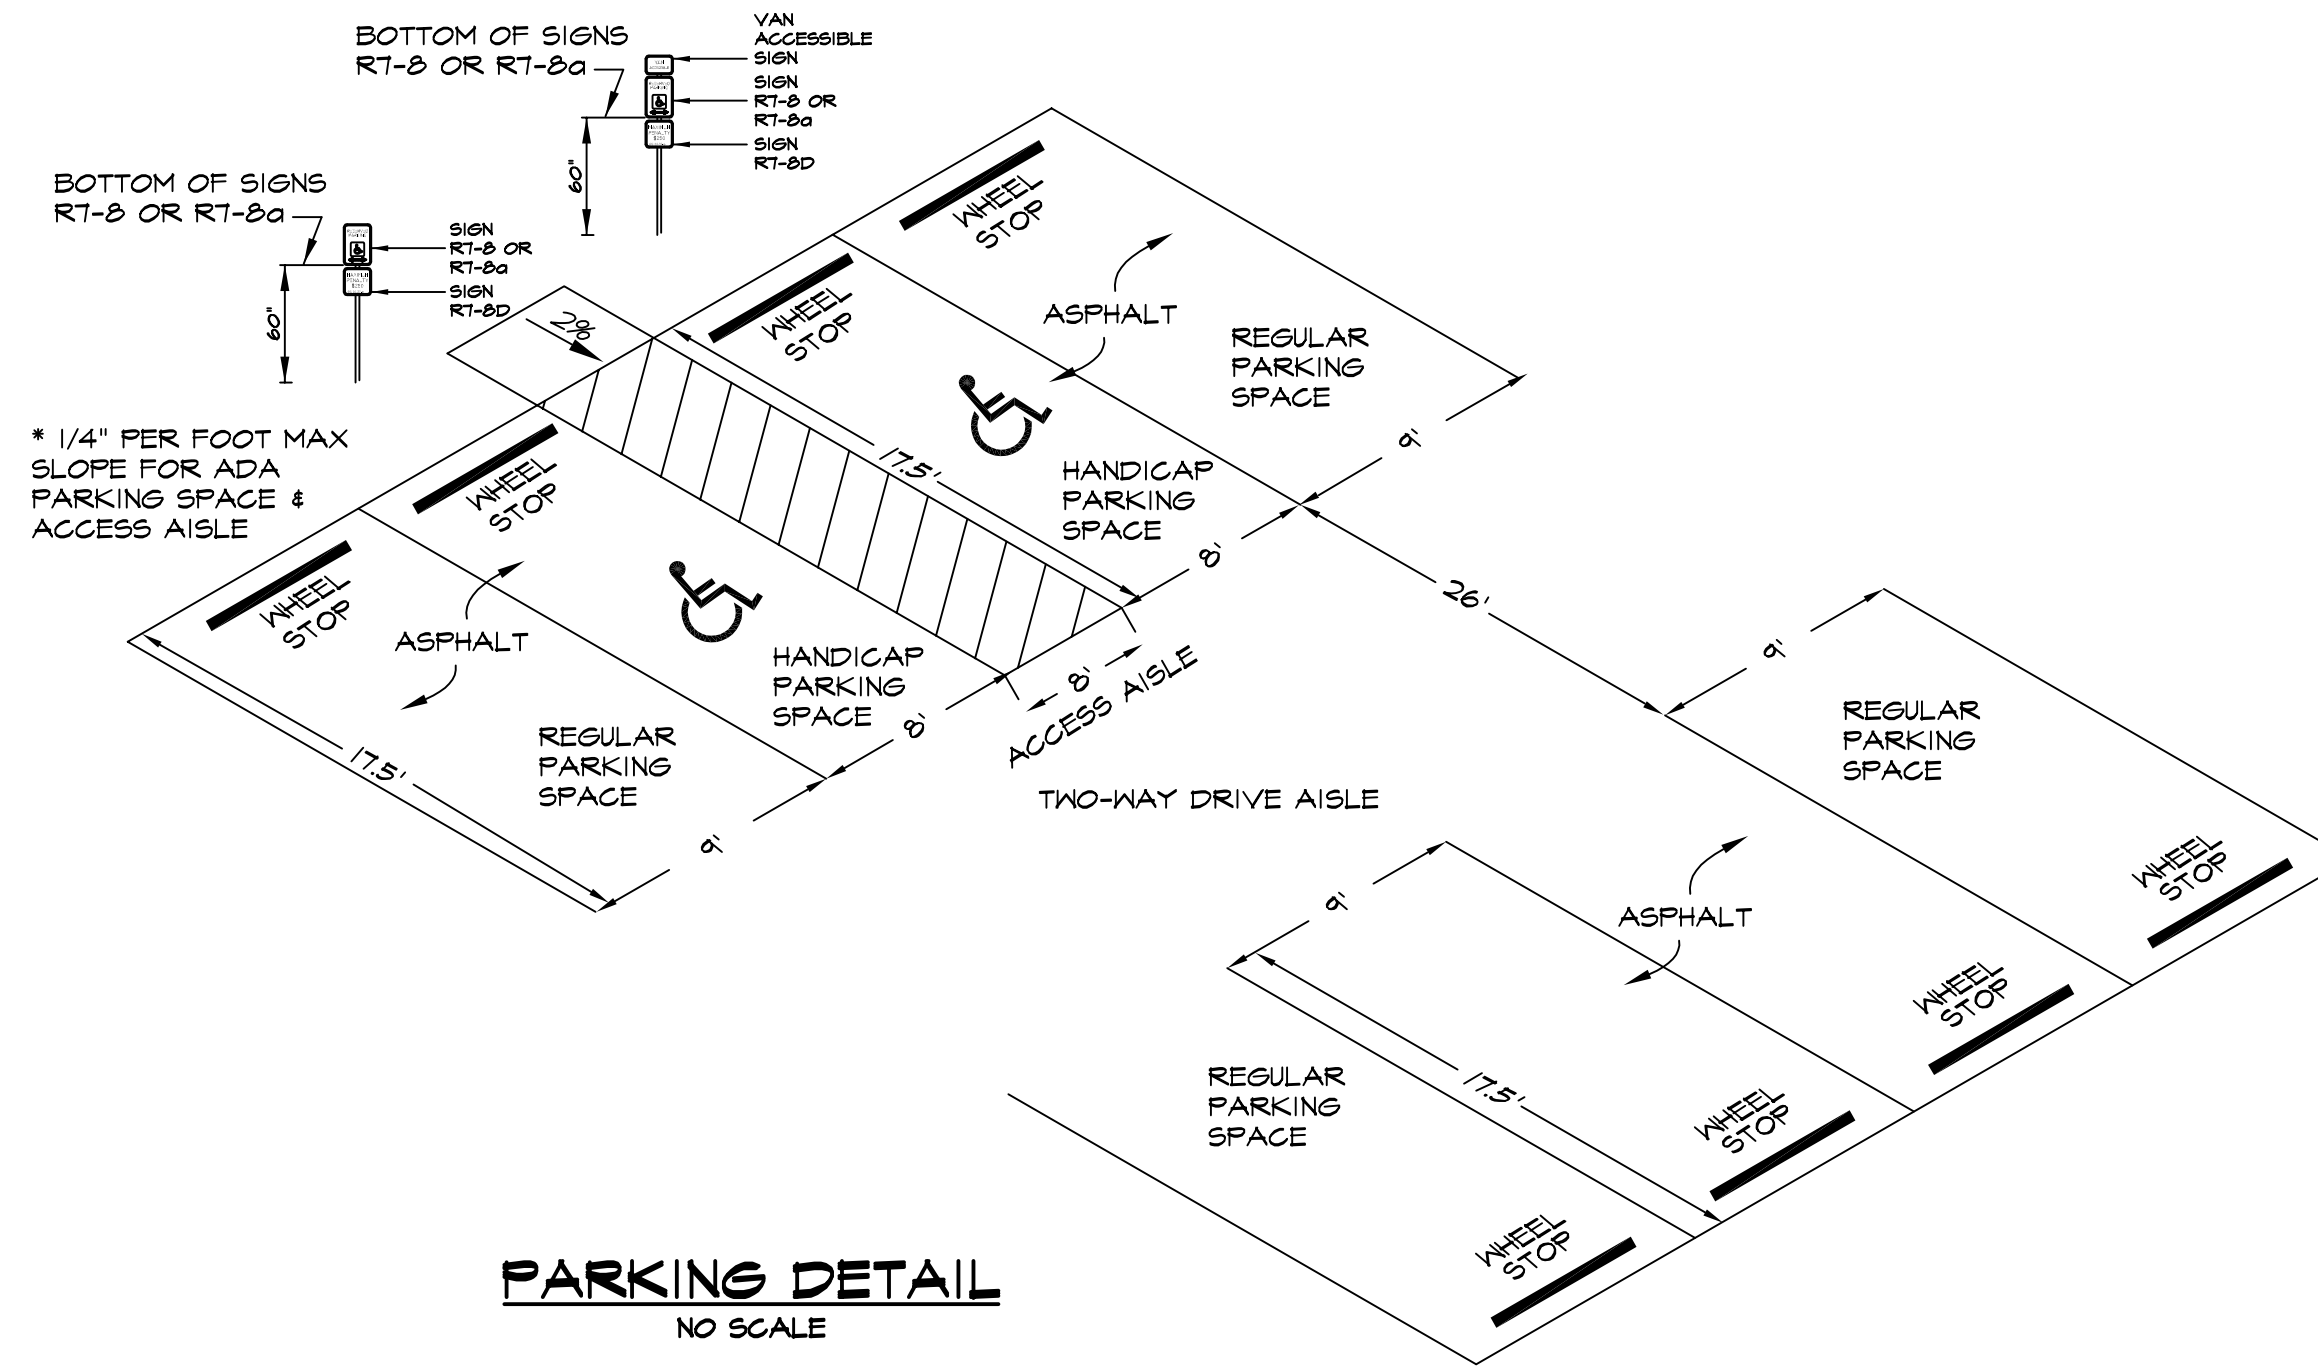 BOTTOM OF SIGNS
R7-8 OR R7-8a
VAN
ACCESSIBLE
SIGN
SIGN
R7-8 OR
R7-8a
SIGN
R7-8D
60"
BOTTOM OF SIGNS
R7-8 OR R7-8a
SIGN
R7-8 OR
R7-8a
SIGN
R7-8D
60"
2%
* 1/4" PER FOOT MAX
SLOPE FOR ADA
PARKING SPACE &
ACCESS AISLE
WHEEL
STOP
WHEEL
STOP
ASPHALT
REGULAR
PARKING
SPACE
9'
17.5'
HANDICAP
PARKING
SPACE
8'
WHEEL
STOP
WHEEL
STOP
ASPHALT
HANDICAP
PARKING
SPACE
8'
8'
ACCESS AISLE
REGULAR
PARKING
SPACE
17.5'
9'
26'
TWO-WAY DRIVE AISLE
9'
REGULAR
PARKING
SPACE
WHEEL
STOP
9'
ASPHALT
WHEEL
STOP
17.5'
WHEEL
STOP
REGULAR
PARKING
SPACE
WHEEL
STOP
PARKING DETAIL
NO SCALE